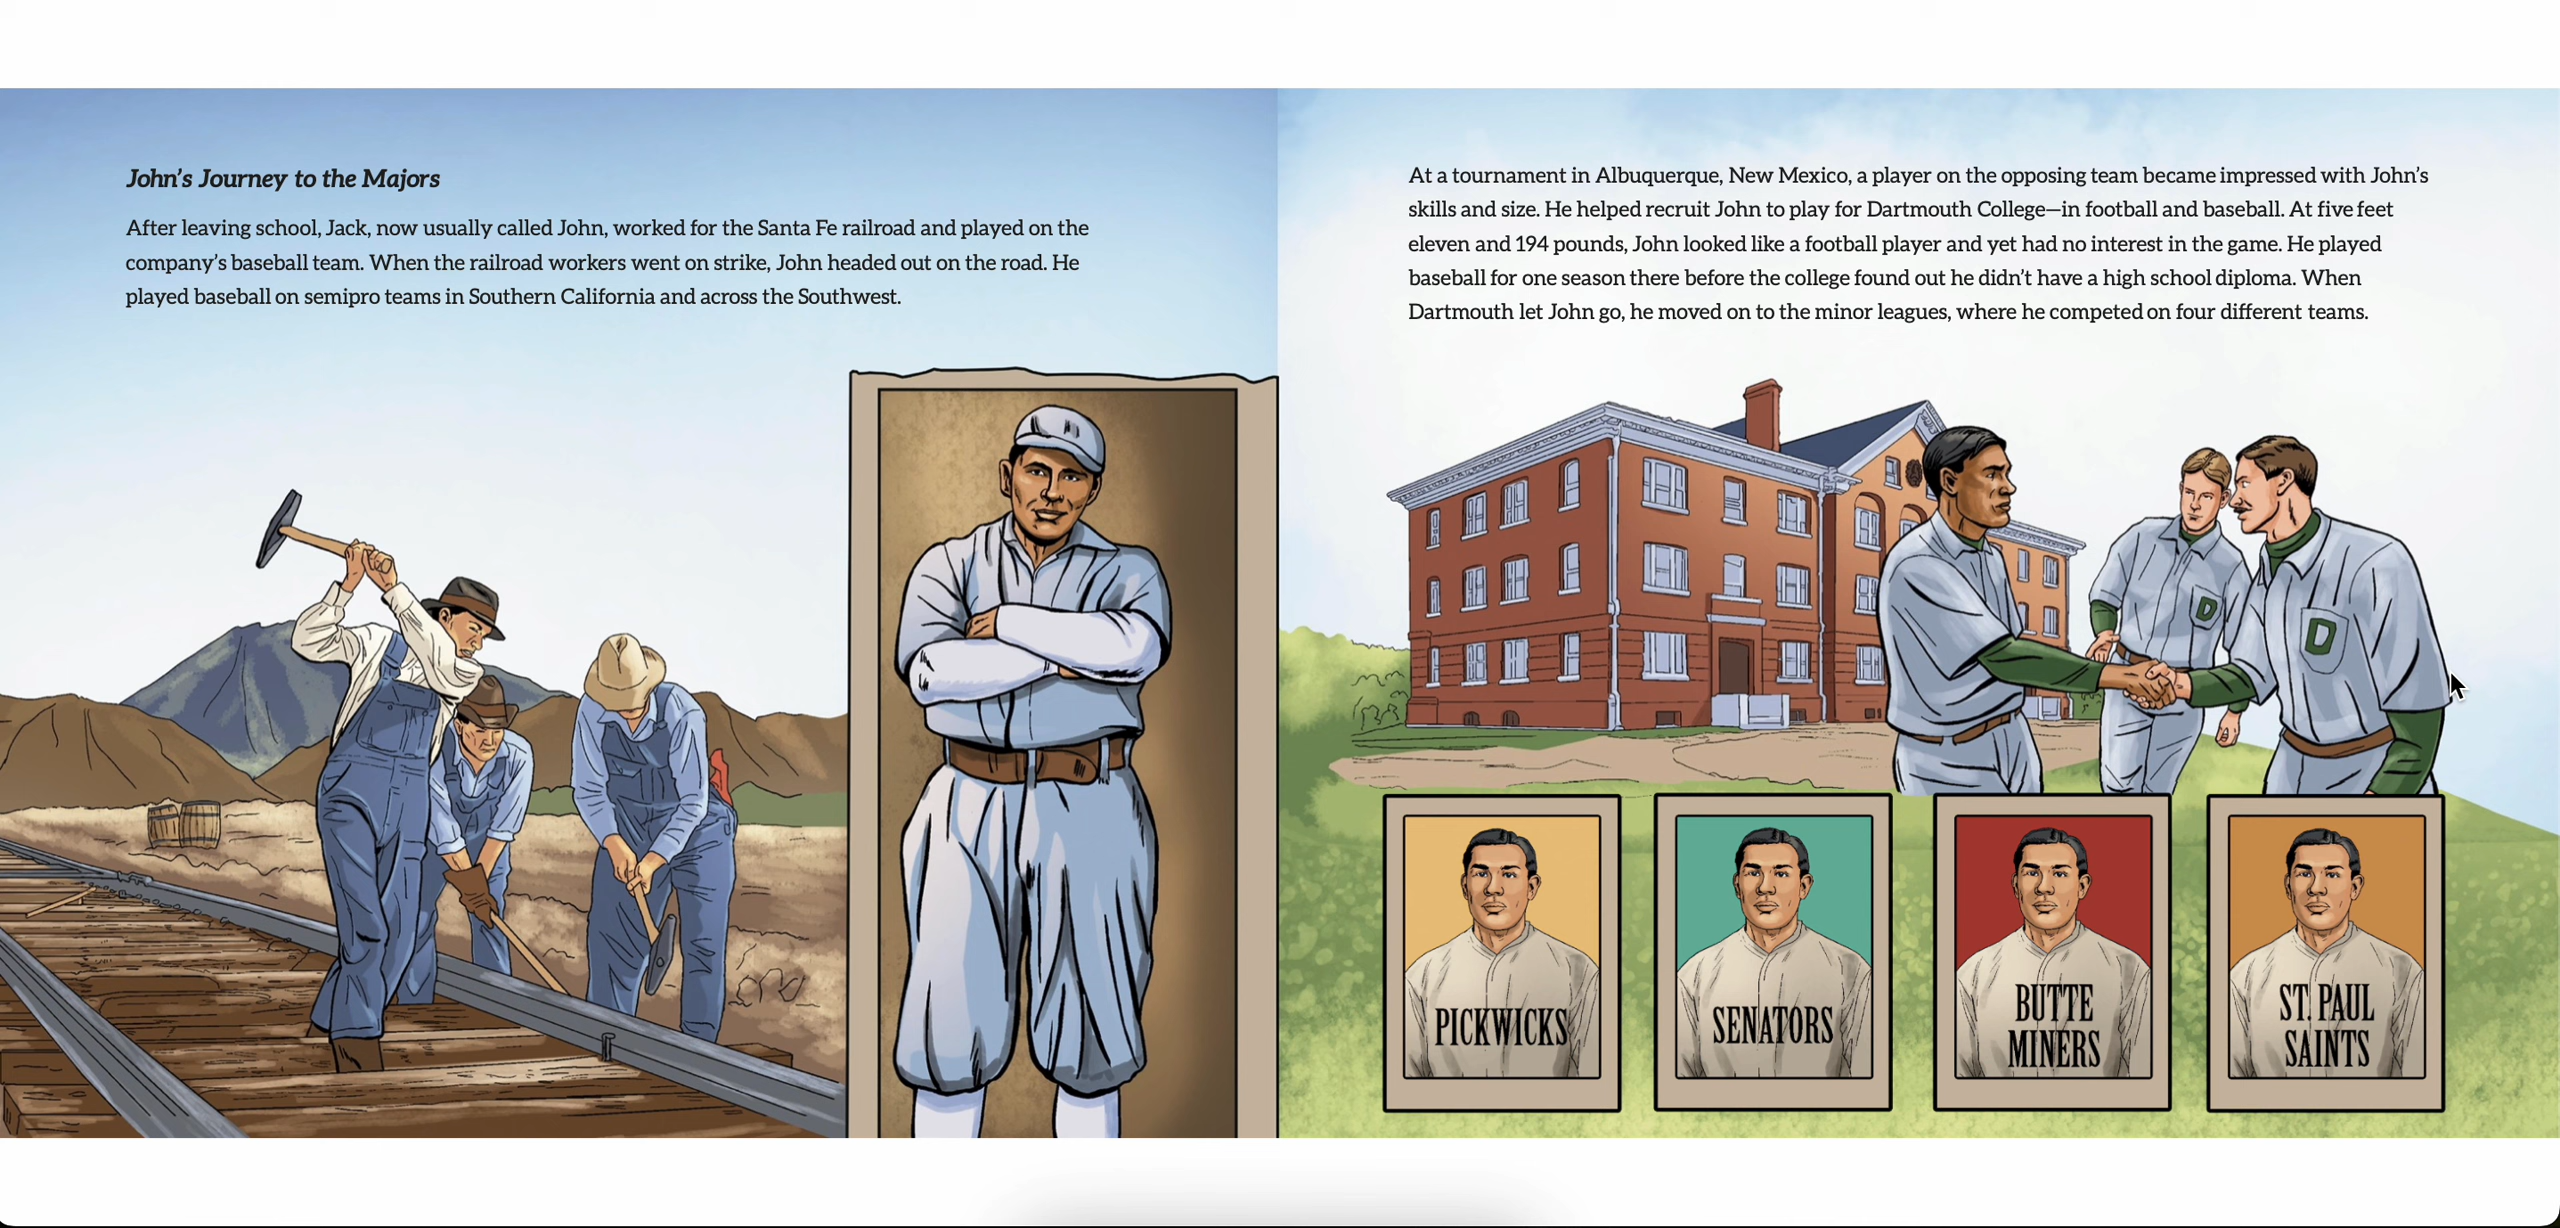 John's Journey to the Majors
After leaving school, Jack, now usually called John, worked for the Santa Fe railroad and played on the
company's baseball team. When the railroad workers went on strike, John headed out on the road. He
played baseball on semipro teams in Southern California and across the Southwest.
At a tournament in Albuquerque, New Mexico, a player on the opposing team became impressed with John's
skills and size. He helped recruit John to play for Dartmouth College—in football and baseball. At five feet
eleven and 194 pounds, John looked like a football player and yet had no interest in the game. He played
baseball for one season there before the college found out he didn't have a high school diploma. When
Dartmouth let John go, he moved on to the minor leagues, where he competed on four different teams.
D
D
PICKWICKS
SENATORS
BUTTE
MINERS
ST. PAUL
SAINTS